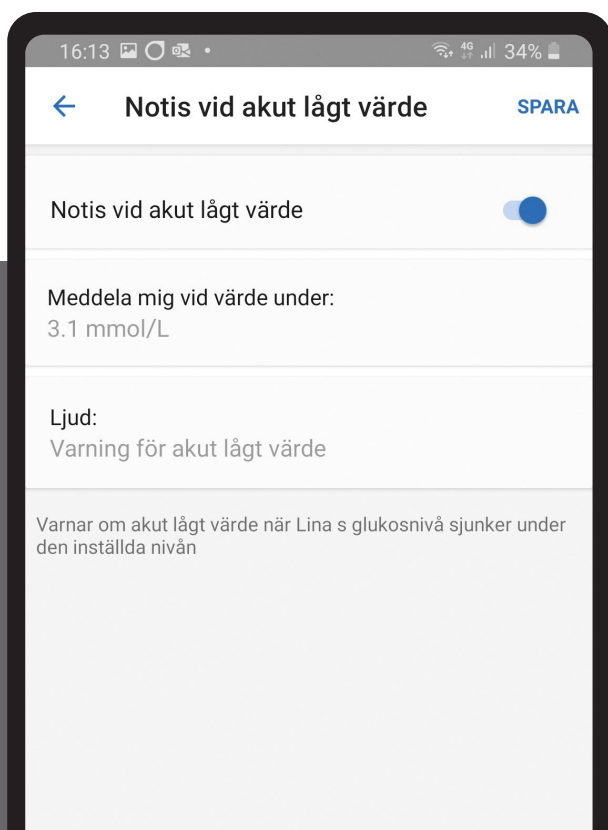 16:13 34%
Notis vid akut lågt värde SPARA
Notis vid akut lågt värde
Meddela mig vid värde under:
3.1 mmol/L
Ljud:
Varning för akut lågt värde
Varnar om akut lågt värde när Lina s glukosnivå sjunker under
den inställda nivån